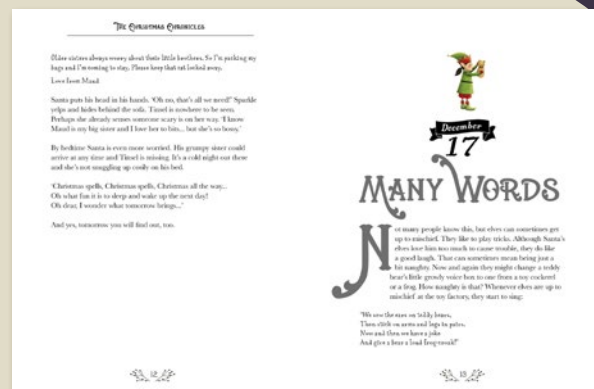 The Christmas Chronicles
Older sisters always worry about their little brothers. So I'm packing my
bags and I'm coming to stay. Please keep that cat locked away.
Love from Maud
Santa puts his head in his hands. 'Oh no, that's all we need!' Sparkle
yelps and hides behind the sofa. Tinsel is nowhere to be seen.
Perhaps she already senses someone scary is on her way. 'I know
Maud is my big sister and I love her to bits... but she's so bossy.'
By bedtime Santa is even more worried. His grumpy sister could
arrive at any time and Tinsel is missing. It's a cold night out there
and she's not snuggling up cosily on his bed.
'Christmas spells, Christmas spells, Christmas all the way...
Oh what fun it is to sleep and wake up the next day!
Oh dear, I wonder what tomorrow brings...'
And yes, tomorrow you will find out, too.
12
December
17
Many Words
Not many people know this, but elves can sometimes get
up to mischief. They like to play tricks. Although Santa's
elves love him too much to cause trouble, they do like
a good laugh. That can sometimes mean being just a
bit naughty. Now and again they might change a teddy
bear's little growly voice box to one from a toy cockerel
or a frog. How naughty is that? Whenever elves are up to
mischief at the toy factory, they start to sing:
"We sew the ears on teddy bears,
Then stitch on arms and legs in pairs.
Now and then we have a joke
And give a bear a loud frog-croak!"
13